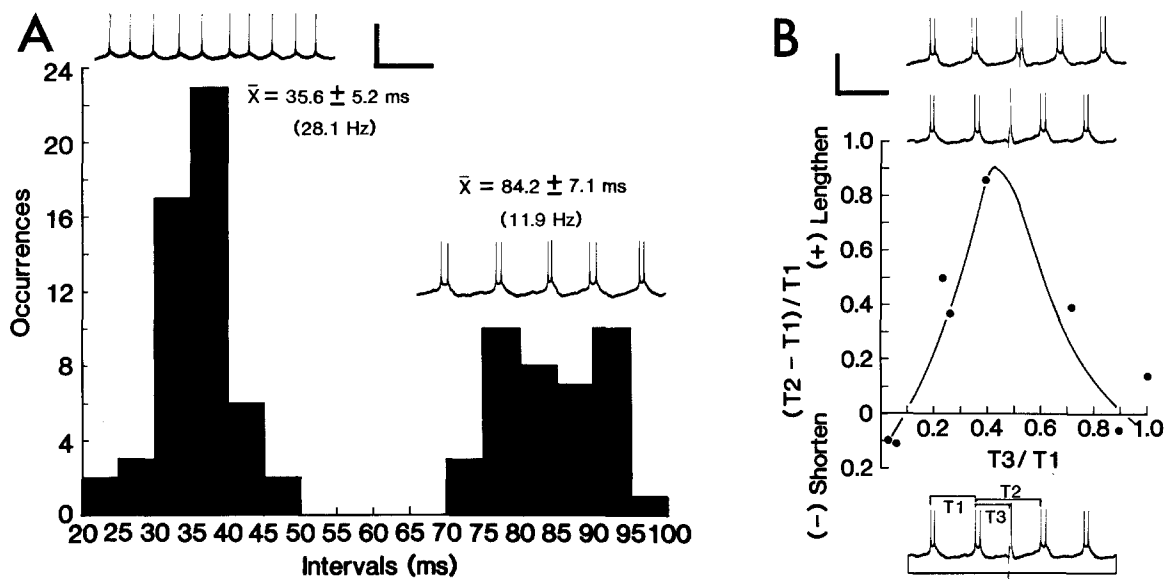 A
24
20
16
12
8
4
0
Occurrences
X̄ = 35.6 ± 5.2 ms
(28.1 Hz)
X̄ = 84.2 ± 7.1 ms
(11.9 Hz)
20 25 30 35 40 45 50 55 60 65 70 75 80 85 90 95 100
Intervals (ms)
B
1.0
0.8
0.6
0.4
0.2
0
0.2
(-) Shorten
(+) Lengthen
(T2 - T1) / T1
0.2 0.4 0.6 0.8 1.0
T3/T1
T2
T1
T3